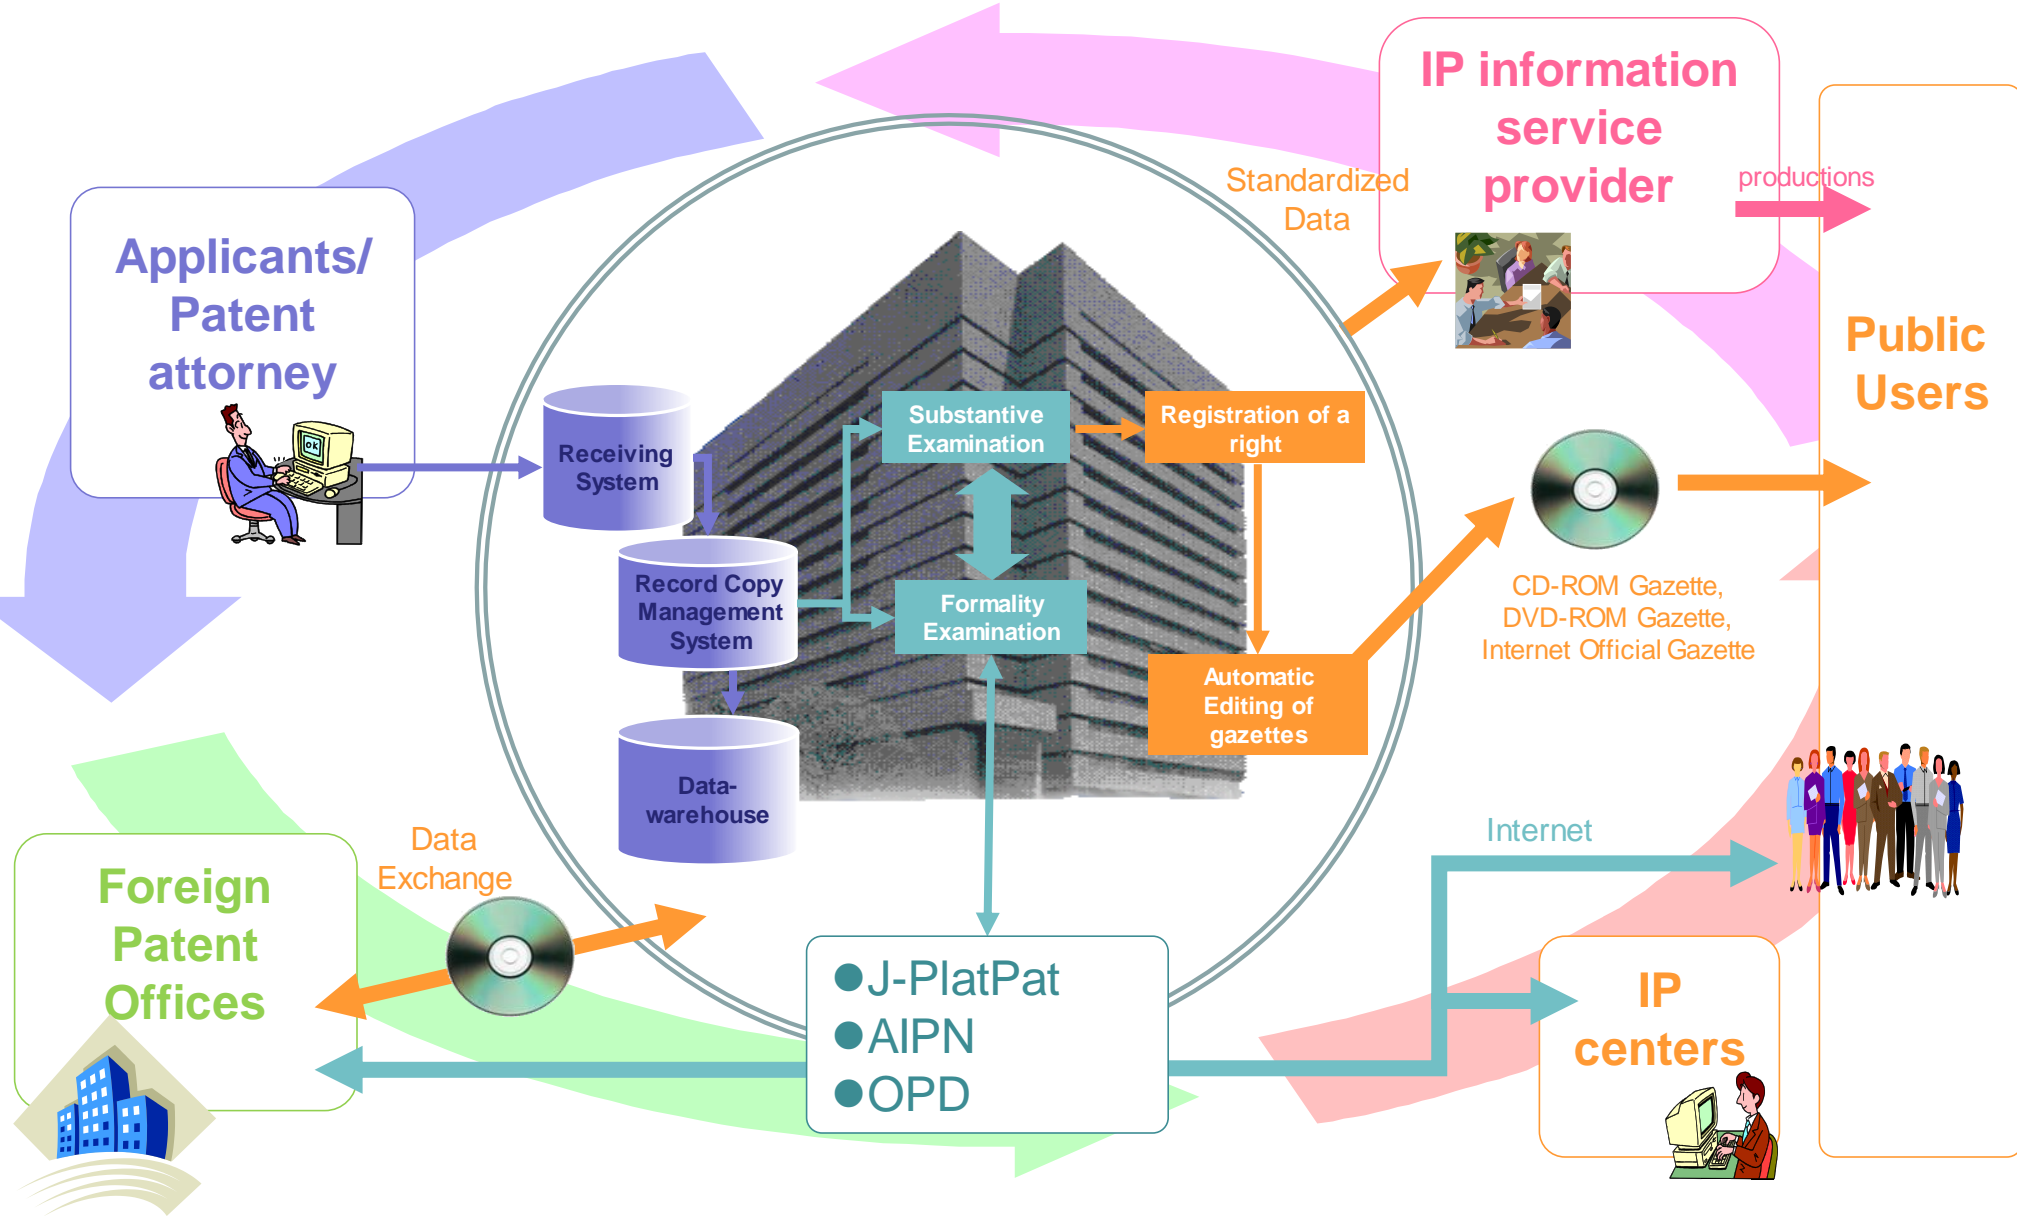 IP information
service
provider
productions
Standardized
Data
Applicants/
Patent
attorney
OK
Public
Users
Receiving
System
Substantive
Examination
Registration of a
right
Record Copy
Management
System
Formality
Examination
CD-ROM Gazette,
DVD-ROM Gazette,
Internet Official Gazette
Automatic
Editing of
gazettes
Data-
warehouse
Data
Exchange
Internet
Foreign
Patent
Offices
●J-PlatPat
●AIPN
●OPD
IP
centers